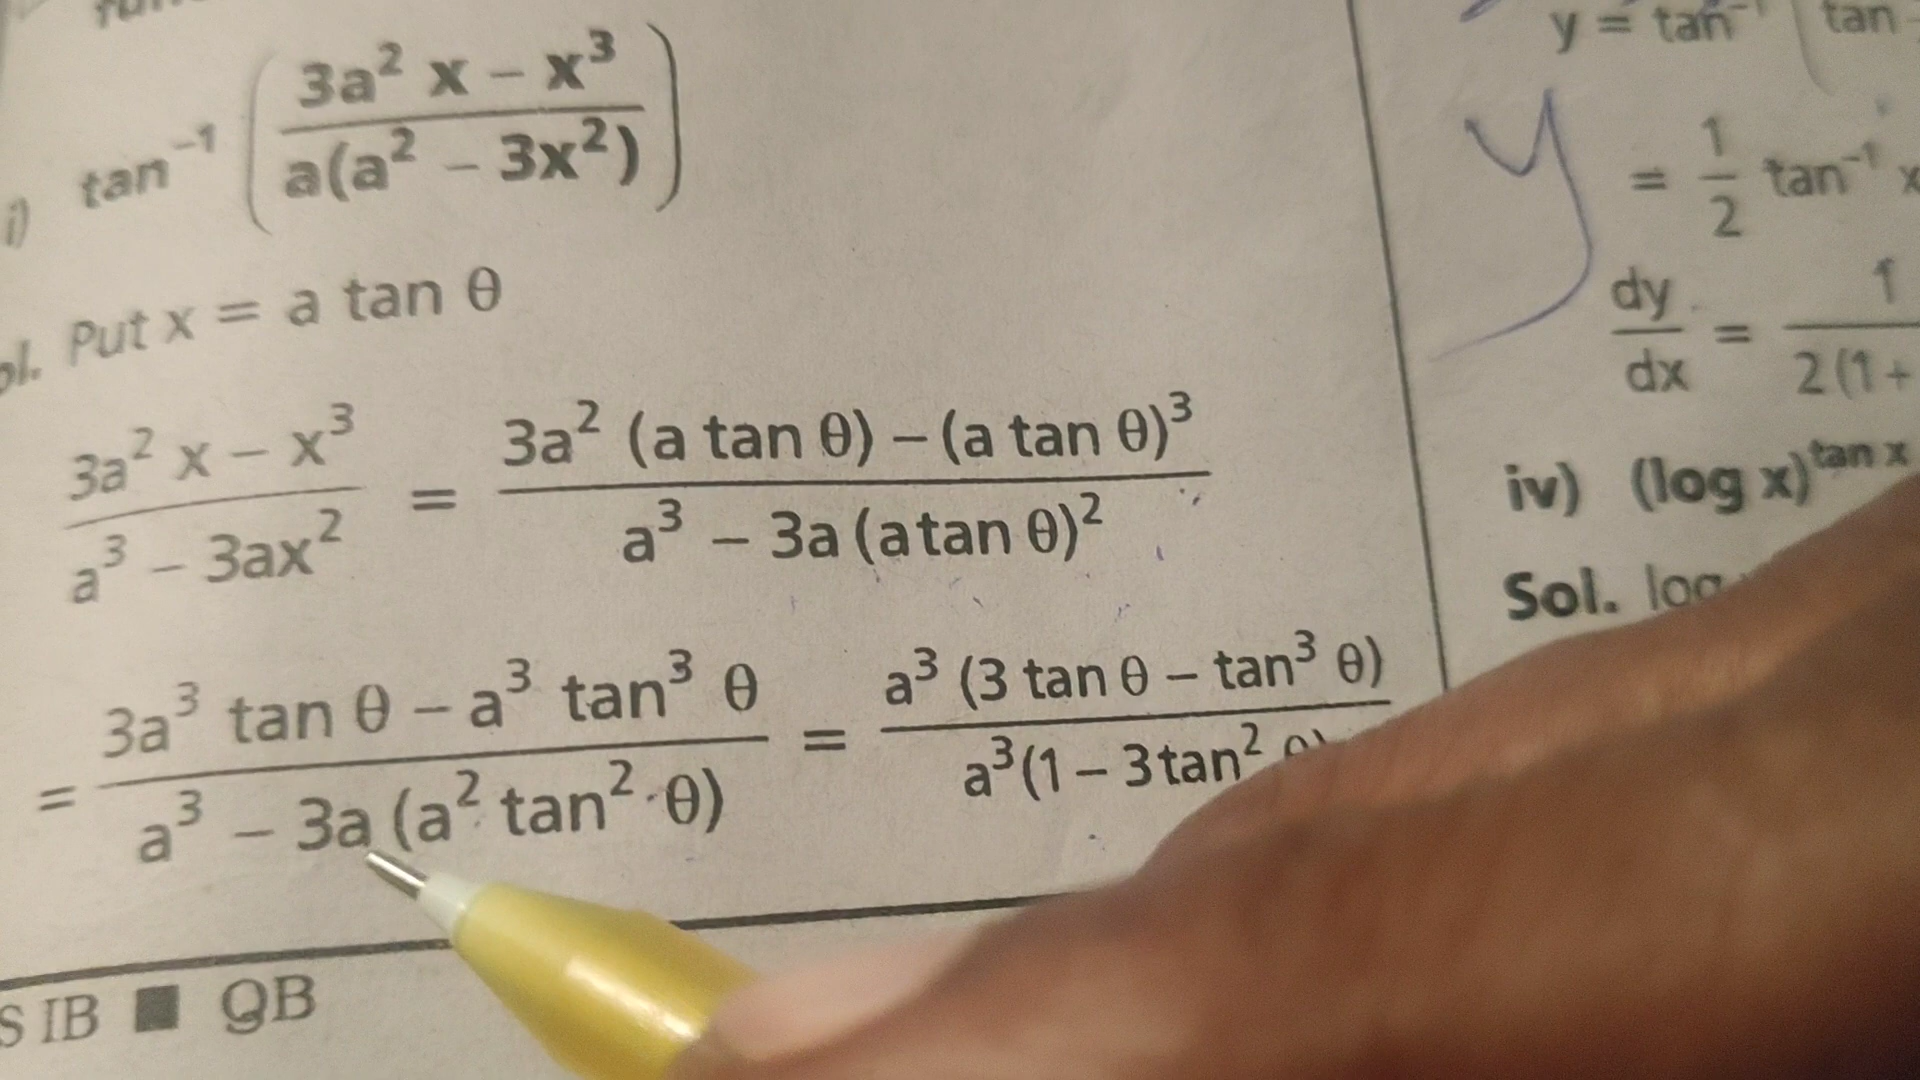 i) tan⁻¹ ( (3a² x – x³) / (a(a² – 3x²)) )
Put x = a tan θ
(3a² x – x³) / (a³ – 3ax²) = (3a² (a tan θ) – (a tan θ)³) / (a³ – 3a (a tan θ)²)
= (3a³ tan θ – a³ tan³ θ) / (a³ – 3a (a² tan² θ)) = (a³ (3 tan θ – tan³ θ)) / (a³(1 – 3 tan²
S IB ■ QB
y = tan⁻¹ ( tan
y
= 1/2 tan⁻¹ x
dy/dx = 1 / 2(1 +
iv) (log x)^tan x
Sol. log